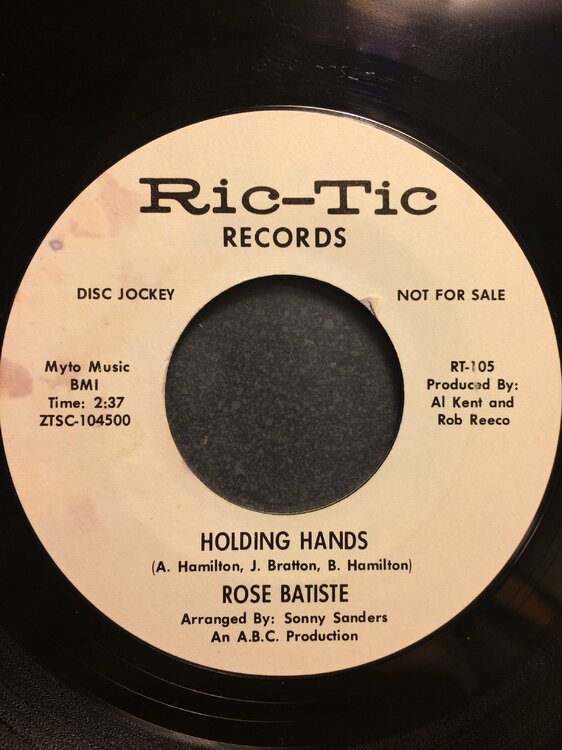 Ric-Tic
RECORDS
DISC JOCKEY
NOT FOR SALE
Myto Music
BMI
Time: 2:37
ZTSC-104500
RT-105
Produced By:
Al Kent and
Rob Reeco
HOLDING HANDS
(A. Hamilton, J. Bratton, B. Hamilton)
ROSE BATISTE
Arranged By: Sonny Sanders
An A.B.C. Production